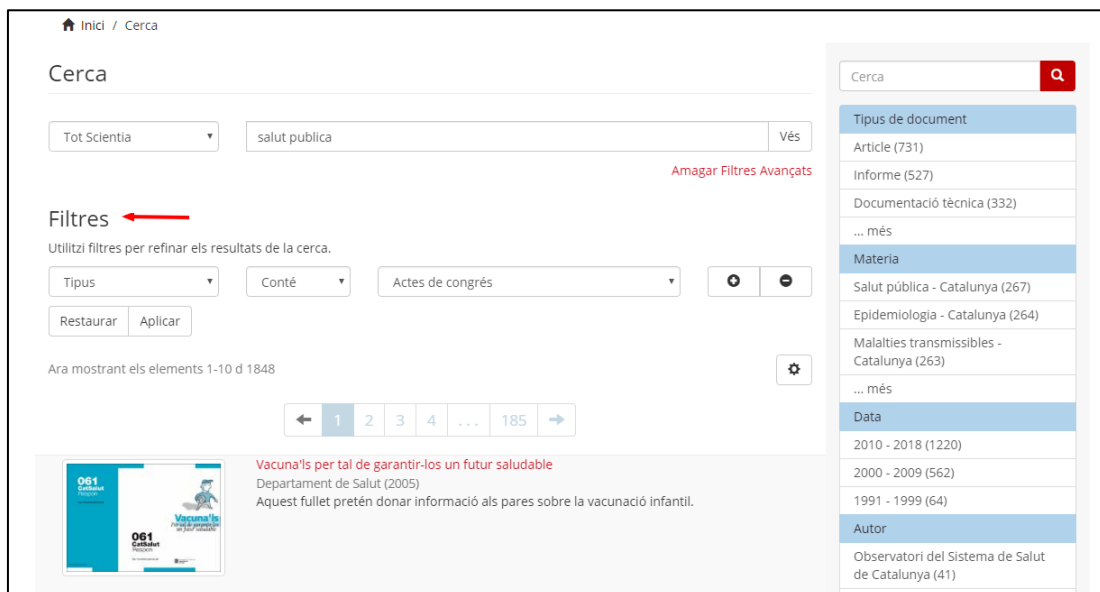 Inici / Cerca
Cerca
Tot Scientia
salut publica
Vés
Amagar Filtres Avançats
Filtres
Utilitzi filtres per refinar els resultats de la cerca.
Tipus
Conté
Actes de congrés
Restaurar
Aplicar
Ara mostrant els elements 1-10 d 1848
1 2 3 4 ... 185
061
CatSalut
Respon
Vacuna'ls
061
CatSalut
Respon
Vacuna'ls per tal de garantir-los un futur saludable
Departament de Salut (2005)
Aquest fullet pretén donar informació als pares sobre la vacunació infantil.
Cerca
Tipus de document
Article (731)
Informe (527)
Documentació tècnica (332)
... més
Materia
Salut pública - Catalunya (267)
Epidemiologia - Catalunya (264)
Malalties transmissibles -
Catalunya (263)
... més
Data
2010 - 2018 (1220)
2000 - 2009 (562)
1991 - 1999 (64)
Autor
Observatori del Sistema de Salut
de Catalunya (41)